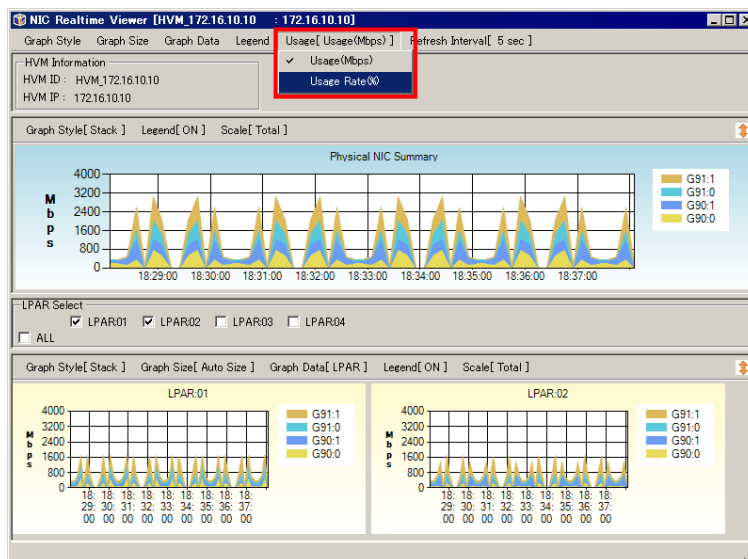 NIC Realtime Viewer [HVM_172.16.10.10 : 172.16.10.10]
Graph Style Graph Size Graph Data Legend Usage[ Usage(Mbps) ] Refresh Interval[ 5 sec ]
✓ Usage(Mbps)
Usage Rate(%)
HVM Information
HVM ID : HVM_172.16.10.10
HVM IP : 172.16.10.10
Graph Style[ Stack ] Legend[ ON ] Scale[ Total ]
Physical NIC Summary
Mbps
4000
3200
2400
1600
800
0
18:29:00 18:30:00 18:31:00 18:32:00 18:33:00 18:34:00 18:35:00 18:36:00 18:37:00
G91:1
G91:0
G90:1
G90:0
LPAR Select
LPAR:01 LPAR:02 LPAR:03 LPAR:04
ALL
Graph Style[ Stack ] Graph Size[ Auto Size ] Graph Data[ LPAR ] Legend[ ON ] Scale[ Total ]
LPAR:01
Mbps
4000
3200
2400
1600
800
0
18: 18: 18: 18: 18: 18: 18: 18: 18:
29: 30: 31: 32: 33: 34: 35: 36: 37:
00 00 00 00 00 00 00 00 00
G91:1
G91:0
G90:1
G90:0
LPAR:02
Mbps
4000
3200
2400
1600
800
0
18: 18: 18: 18: 18: 18: 18: 18: 18:
29: 30: 31: 32: 33: 34: 35: 36: 37:
00 00 00 00 00 00 00 00 00
G91:1
G91:0
G90:1
G90:0